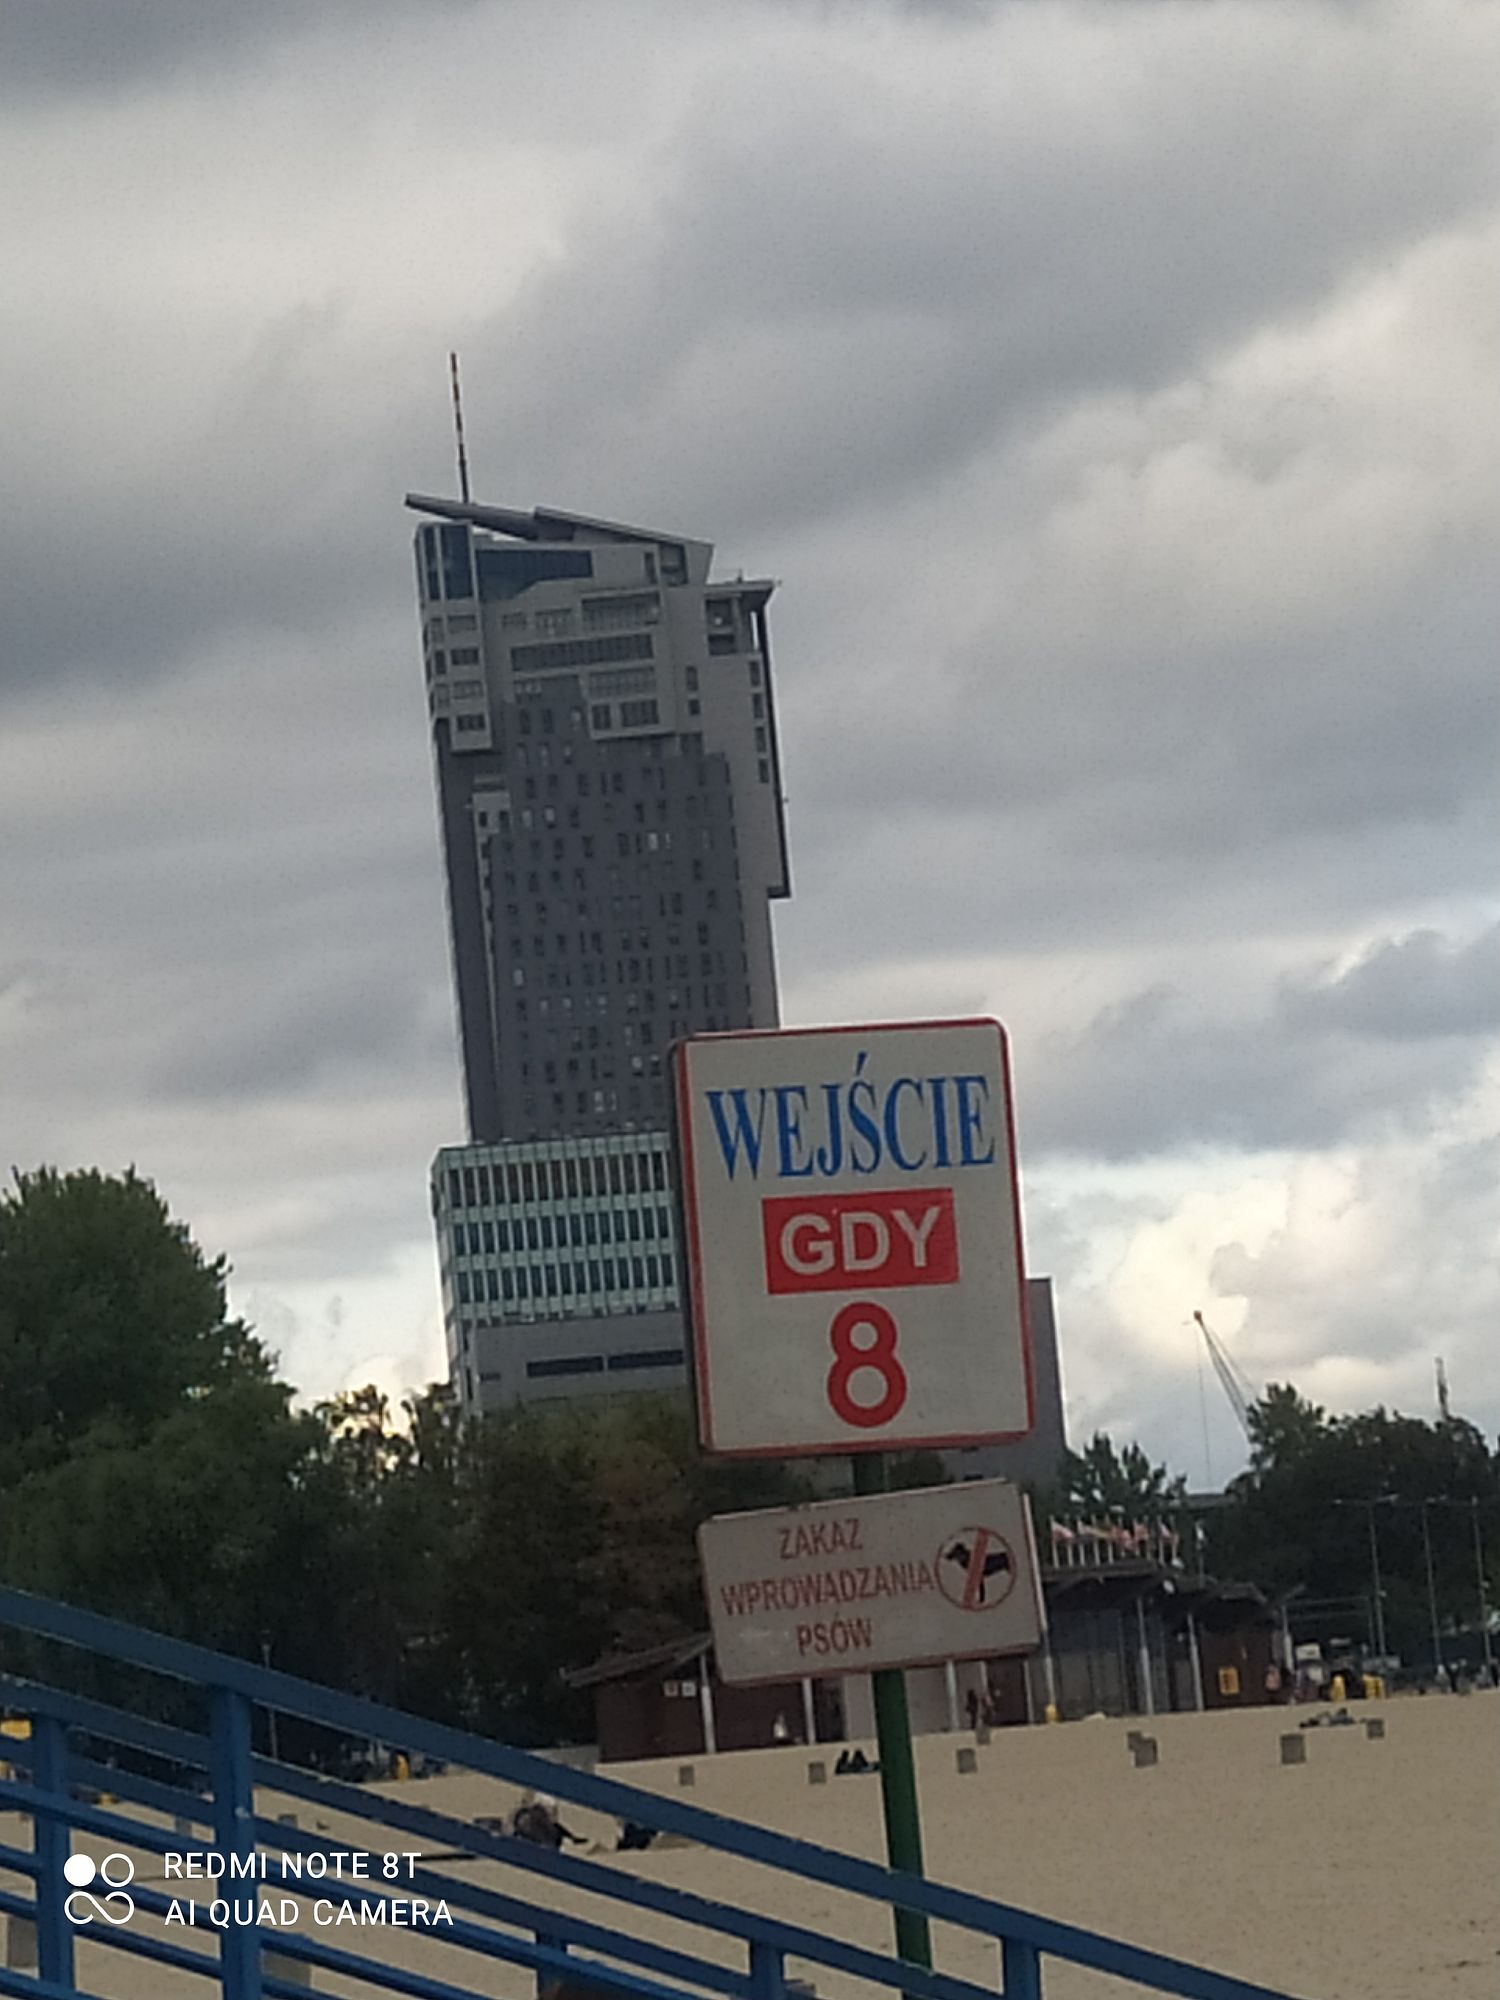 WEJŚCIE
GDY
8
ZAKAZ
WPROWADZANIA
PSÓW
REDMI NOTE 8T
AI QUAD CAMERA